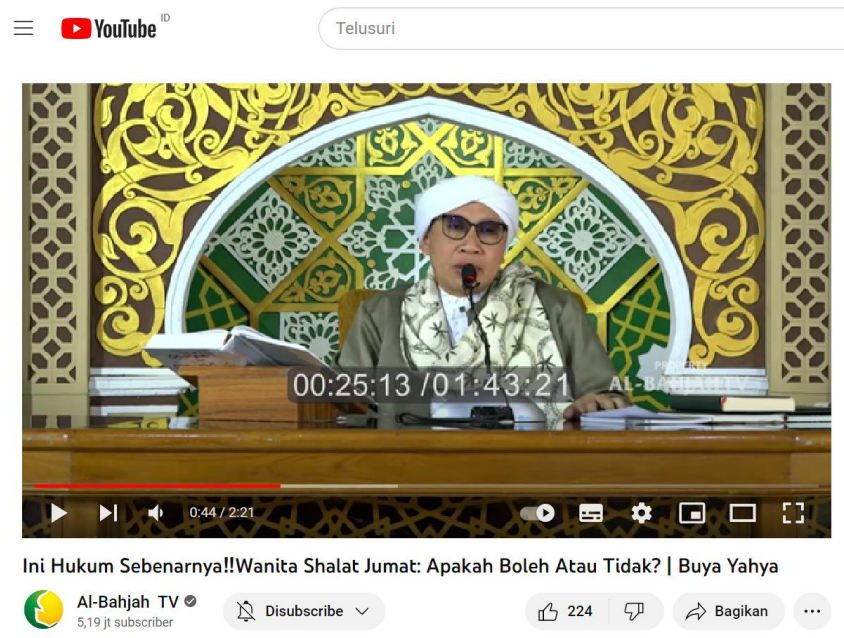 YouTube ID
Telusuri
00:25:13 /01:43:21
PROPERTY
AL-BAHJAH TV
0:44 / 2:21
Ini Hukum Sebenarnya!!Wanita Shalat Jumat: Apakah Boleh Atau Tidak? | Buya Yahya
Al-Bahjah TV
5,19 jt subscriber
Disubscribe
224
Bagikan